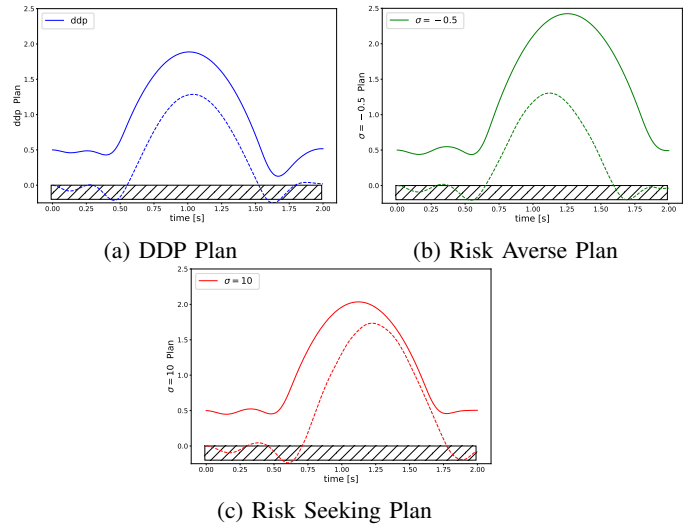 2.5
ddp
2.0
1.5
1.0
0.5
0.0
ddp Plan
0.00 0.25 0.50 0.75 1.00 1.25 1.50 1.75 2.00
time [s]
(a) DDP Plan
2.5
σ = −0.5
2.0
1.5
1.0
0.5
0.0
σ = −0.5 Plan
0.00 0.25 0.50 0.75 1.00 1.25 1.50 1.75 2.00
time [s]
(b) Risk Averse Plan
2.5
σ = 10
2.0
1.5
1.0
0.5
0.0
σ = 10 Plan
0.00 0.25 0.50 0.75 1.00 1.25 1.50 1.75 2.00
time [s]
(c) Risk Seeking Plan